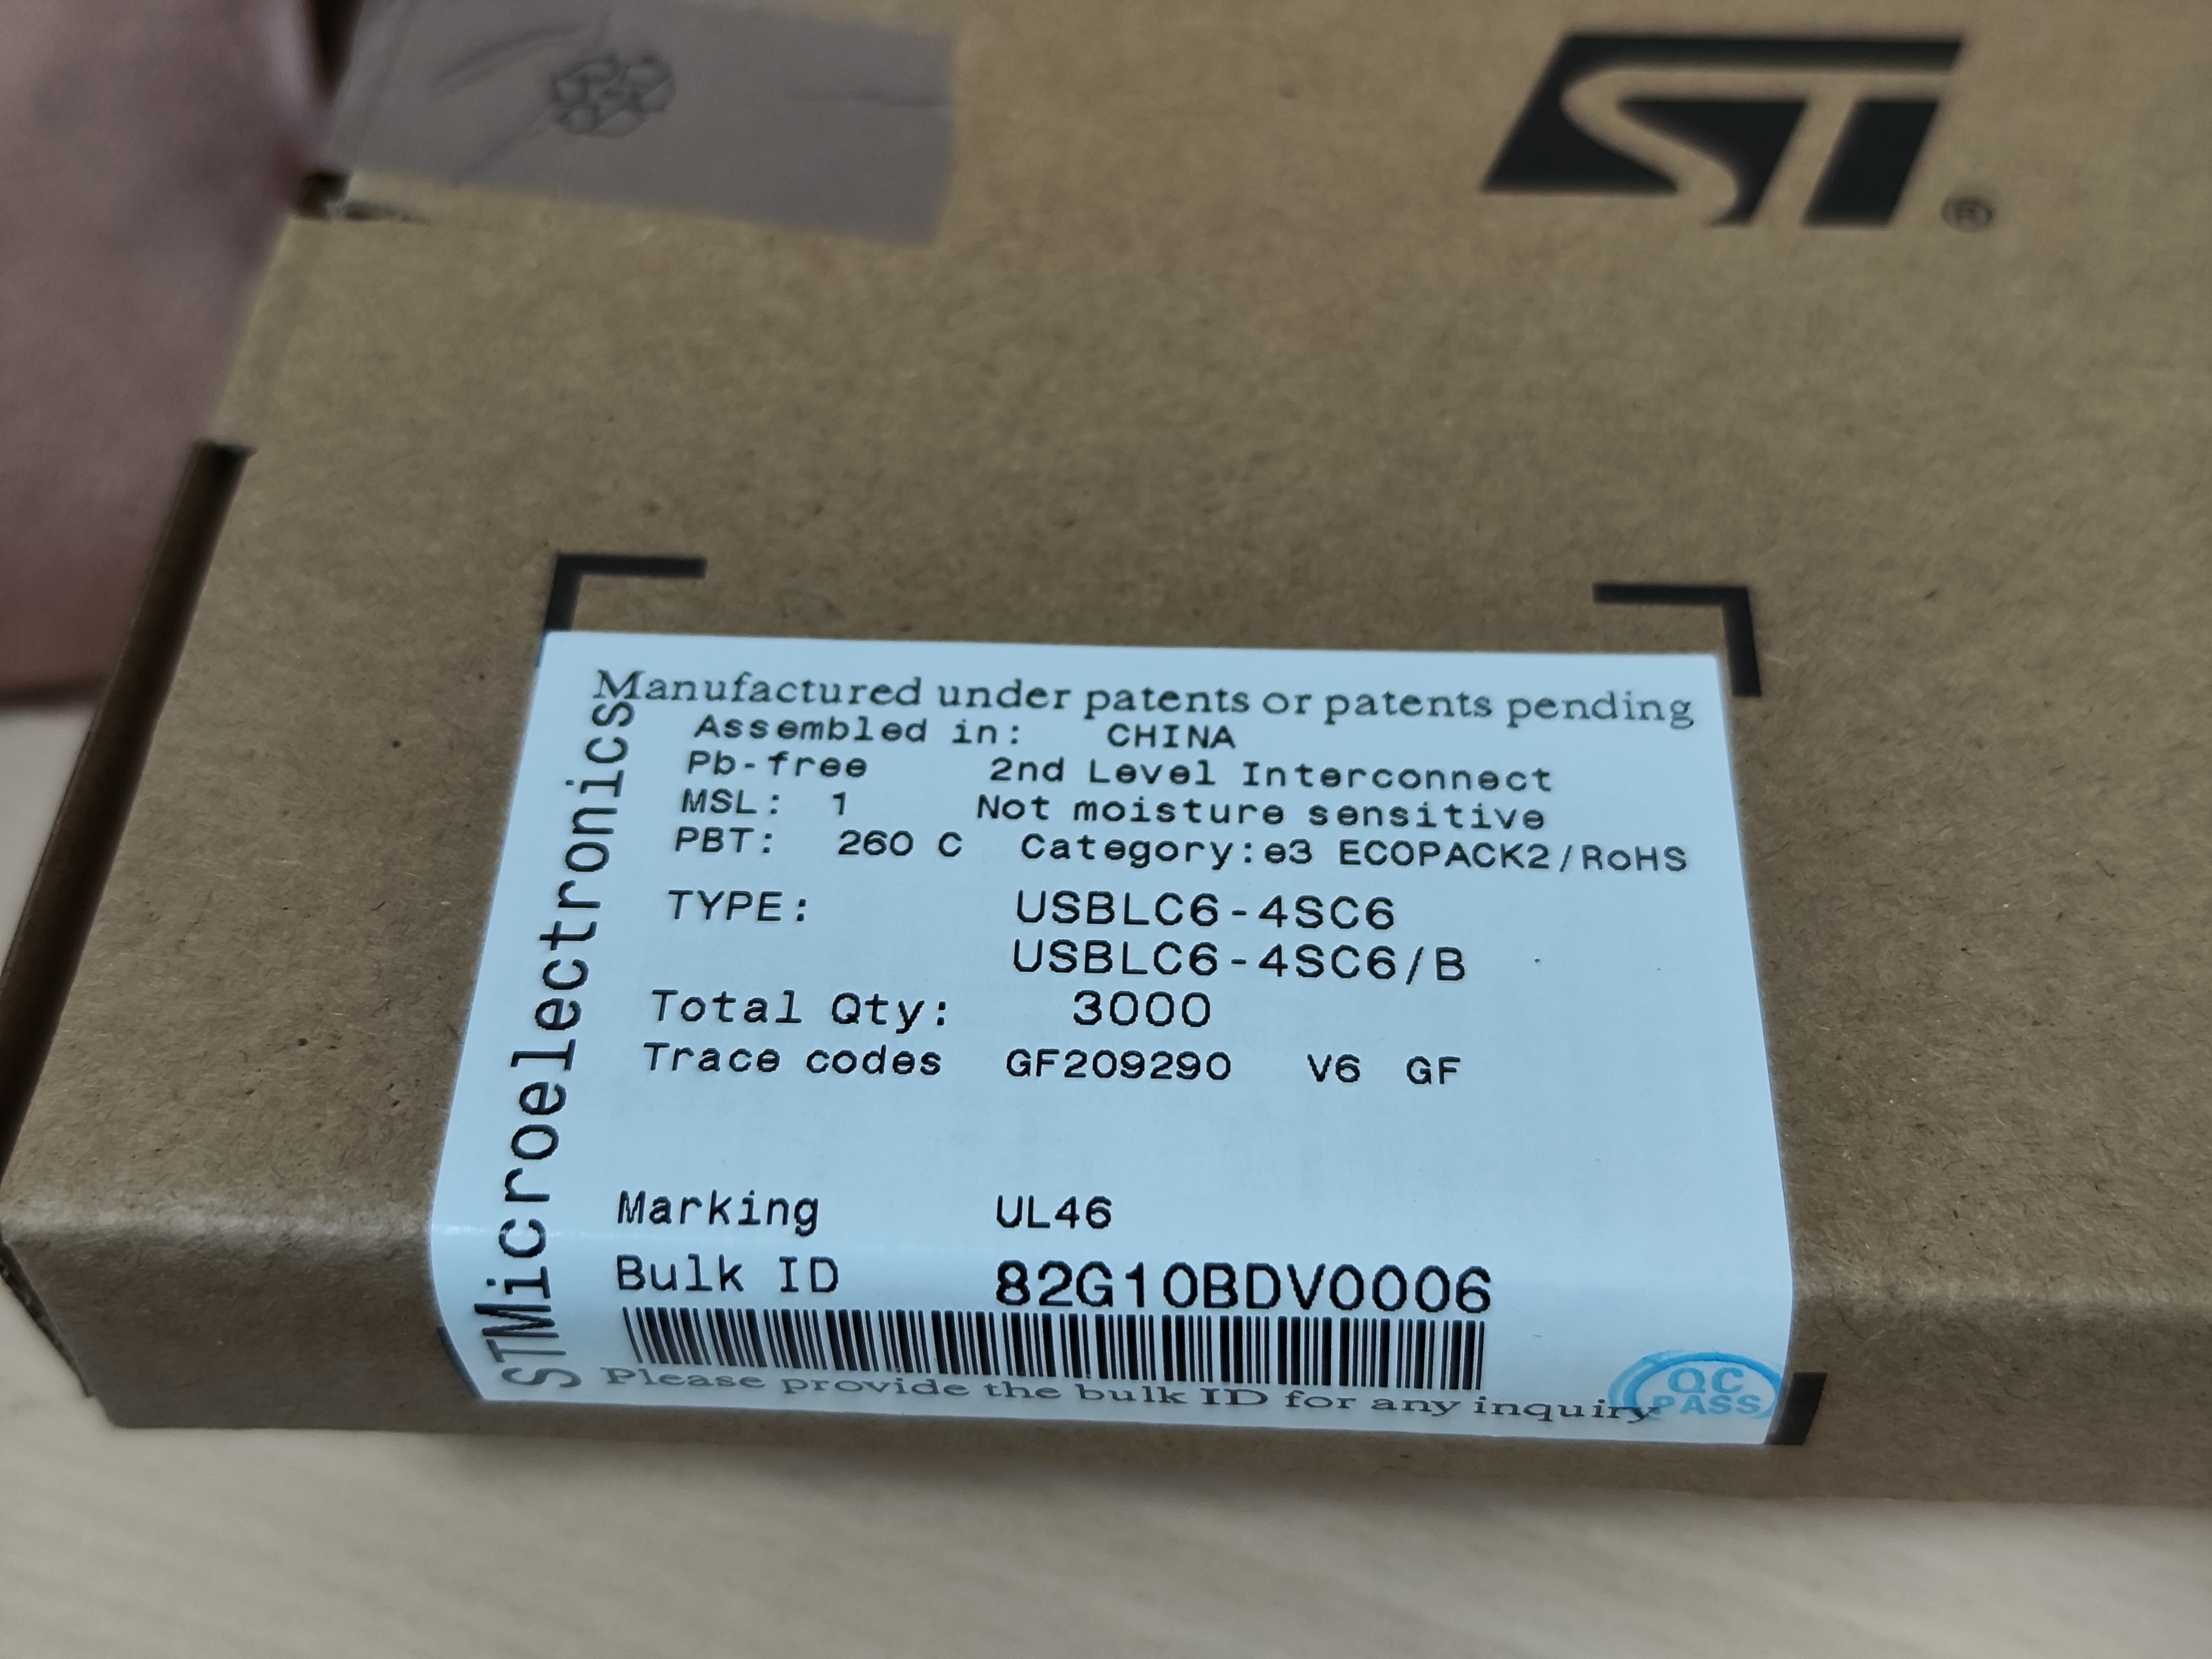 ST®
Manufactured under patents or patents pending
Assembled in: CHINA
Pb-free 2nd Level Interconnect
MSL: 1 Not moisture sensitive
PBT: 260 C Category:e3 ECOPACK2/RoHS
TYPE: USBLC6-4SC6
USBLC6-4SC6/B
Total Qty: 3000
Trace codes GF209290 V6 GF
Marking UL46
Bulk ID 82G10BDV0006
Please provide the bulk ID for any inquiry
QC
PASS
STMicroelectronics